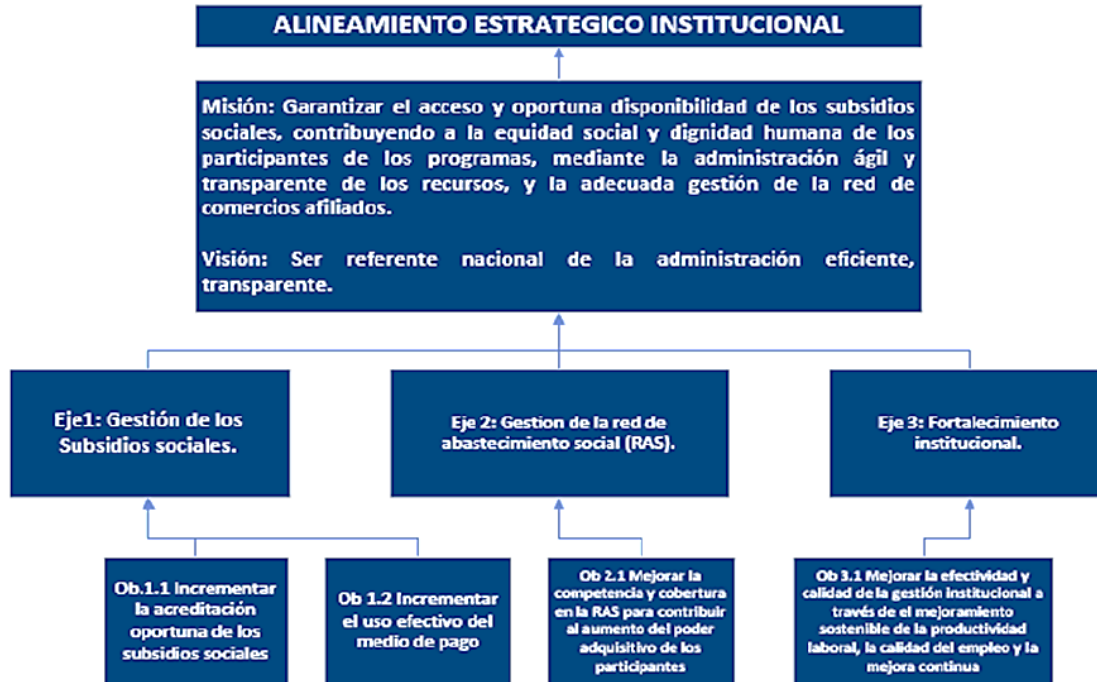 ALINEAMIENTO ESTRATEGICO INSTITUCIONAL
Misión: Garantizar el acceso y oportuna disponibilidad de los subsidios
sociales, contribuyendo a la equidad social y dignidad humana de los
participantes de los programas, mediante la administración ágil y
transparente de los recursos, y la adecuada gestión de la red de
comercios afiliados.
Visión: Ser referente nacional de la administración eficiente,
transparente.
Eje1: Gestión de los
Subsidios sociales.
Eje 2: Gestion de la red de
abastecimiento social (RAS).
Eje 3: Fortalecimiento
institucional.
Ob.1.1 Incrementar
la acreditación
oportuna de los
subsidios sociales
Ob 1.2 Incrementar
el uso efectivo del
medio de pago
Ob 2.1 Mejorar la
competencia y cobertura
en la RAS para contribuir
al aumento del poder
adquisitivo de los
participantes
Ob 3.1 Mejorar la efectividad y
calidad de la gestión institucional a
través de el mejoramiento
sostenible de la productividad
laboral, la calidad del empleo y la
mejora continua